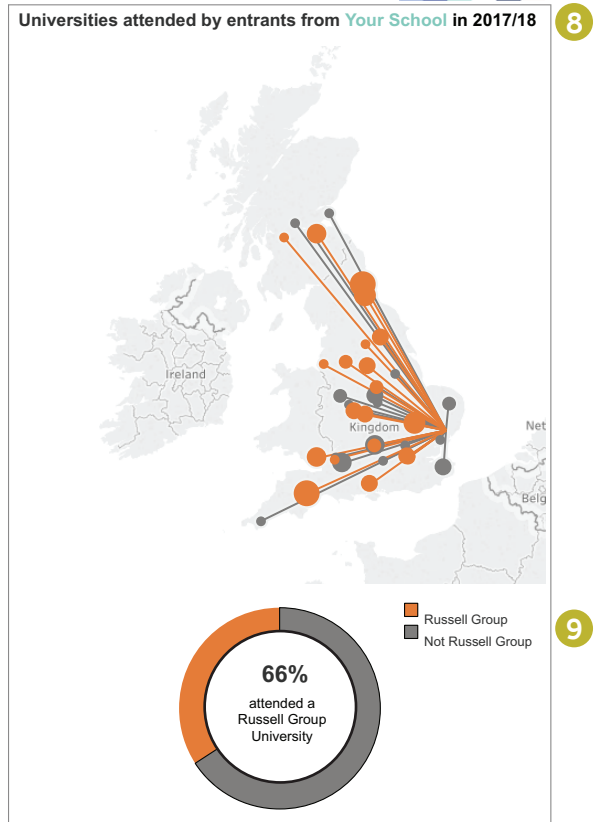 Universities attended by entrants from Your School in 2017/18
8
Ireland
Kingdom
Net
Belg
Russell Group
Not Russell Group
9
66%
attended a
Russell Group
University